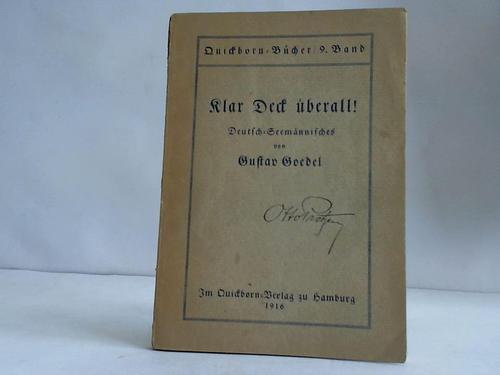 Quickborn-Bücher / 9. Band
Klar Deck überall!
Deutsch-Seemännisches
von
Gustav Goedel
Im Quickborn-Verlag zu Hamburg
1916